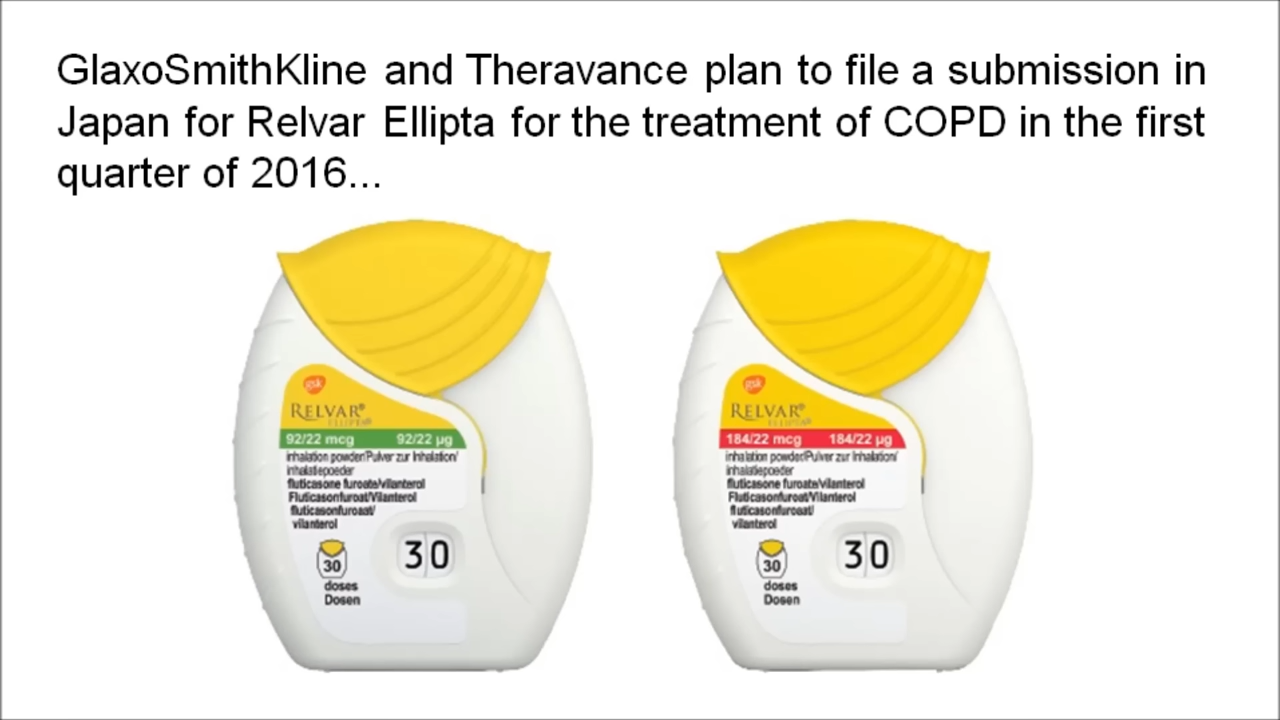 GlaxoSmithKline and Theravance plan to file a submission in
Japan for Relvar Ellipta for the treatment of COPD in the first
quarter of 2016...
gsk
RELVAR®
ELLIPTA®
92/22 mcg 92/22 µg
inhalation powder/Pulver zur Inhalation/
inhalatiepoeder
fluticasone furoate/vilanterol
Fluticasonfuroat/Vilanterol
fluticasonfuroaat/
vilanterol
30
30
doses
Dosen
gsk
RELVAR®
ELLIPTA®
184/22 mcg 184/22 µg
inhalation powder/Pulver zur Inhalation/
inhalatiepoeder
fluticasone furoate/vilanterol
Fluticasonfuroat/Vilanterol
fluticasonfuroaat/
vilanterol
30
30
doses
Dosen